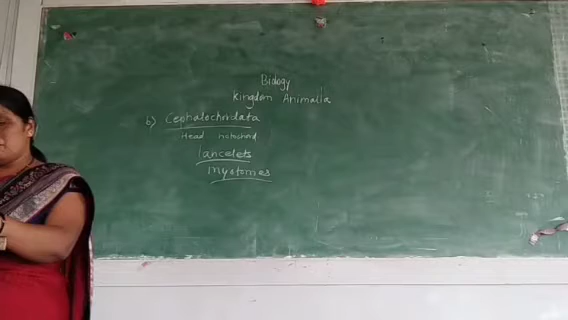 Biology
kingdom Animalia
b) Cephalochordata
Head notochord
lancelets
myotomes